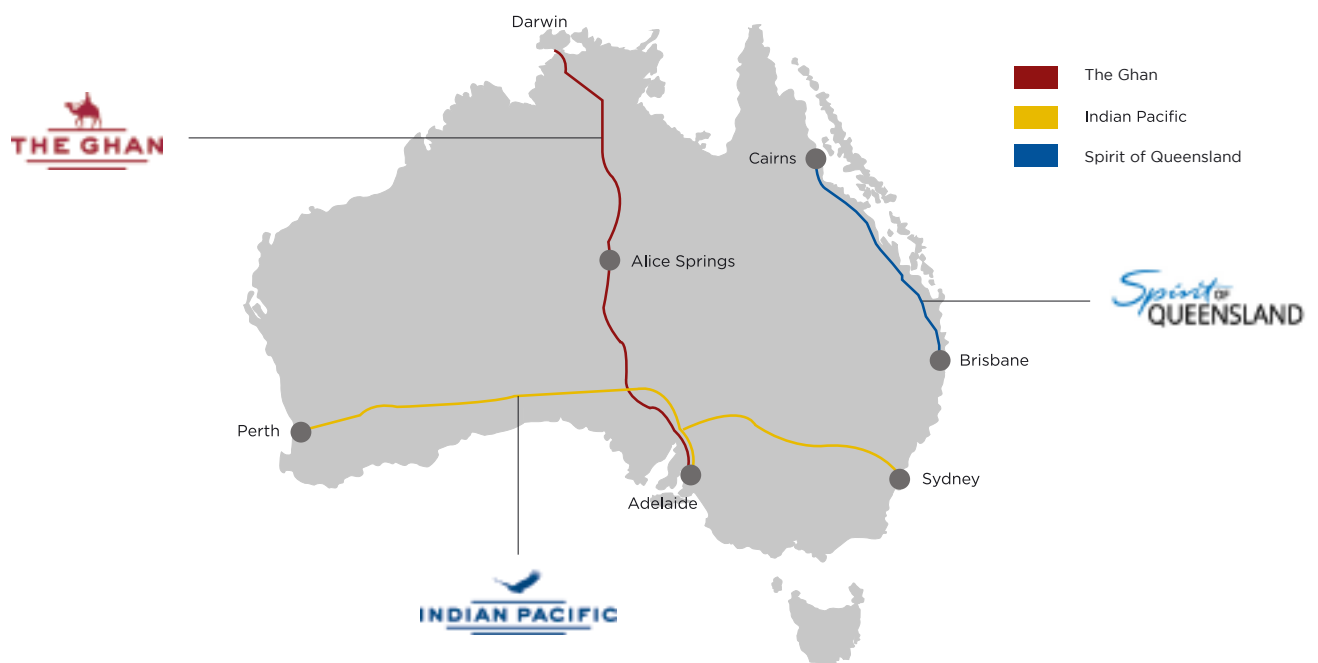 Darwin
The Ghan
THE GHAN
Indian Pacific
Cairns
Spirit of Queensland
Alice Springs
Spirit OF
QUEENSLAND
Brisbane
Perth
Sydney
Adelaide
INDIAN PACIFIC